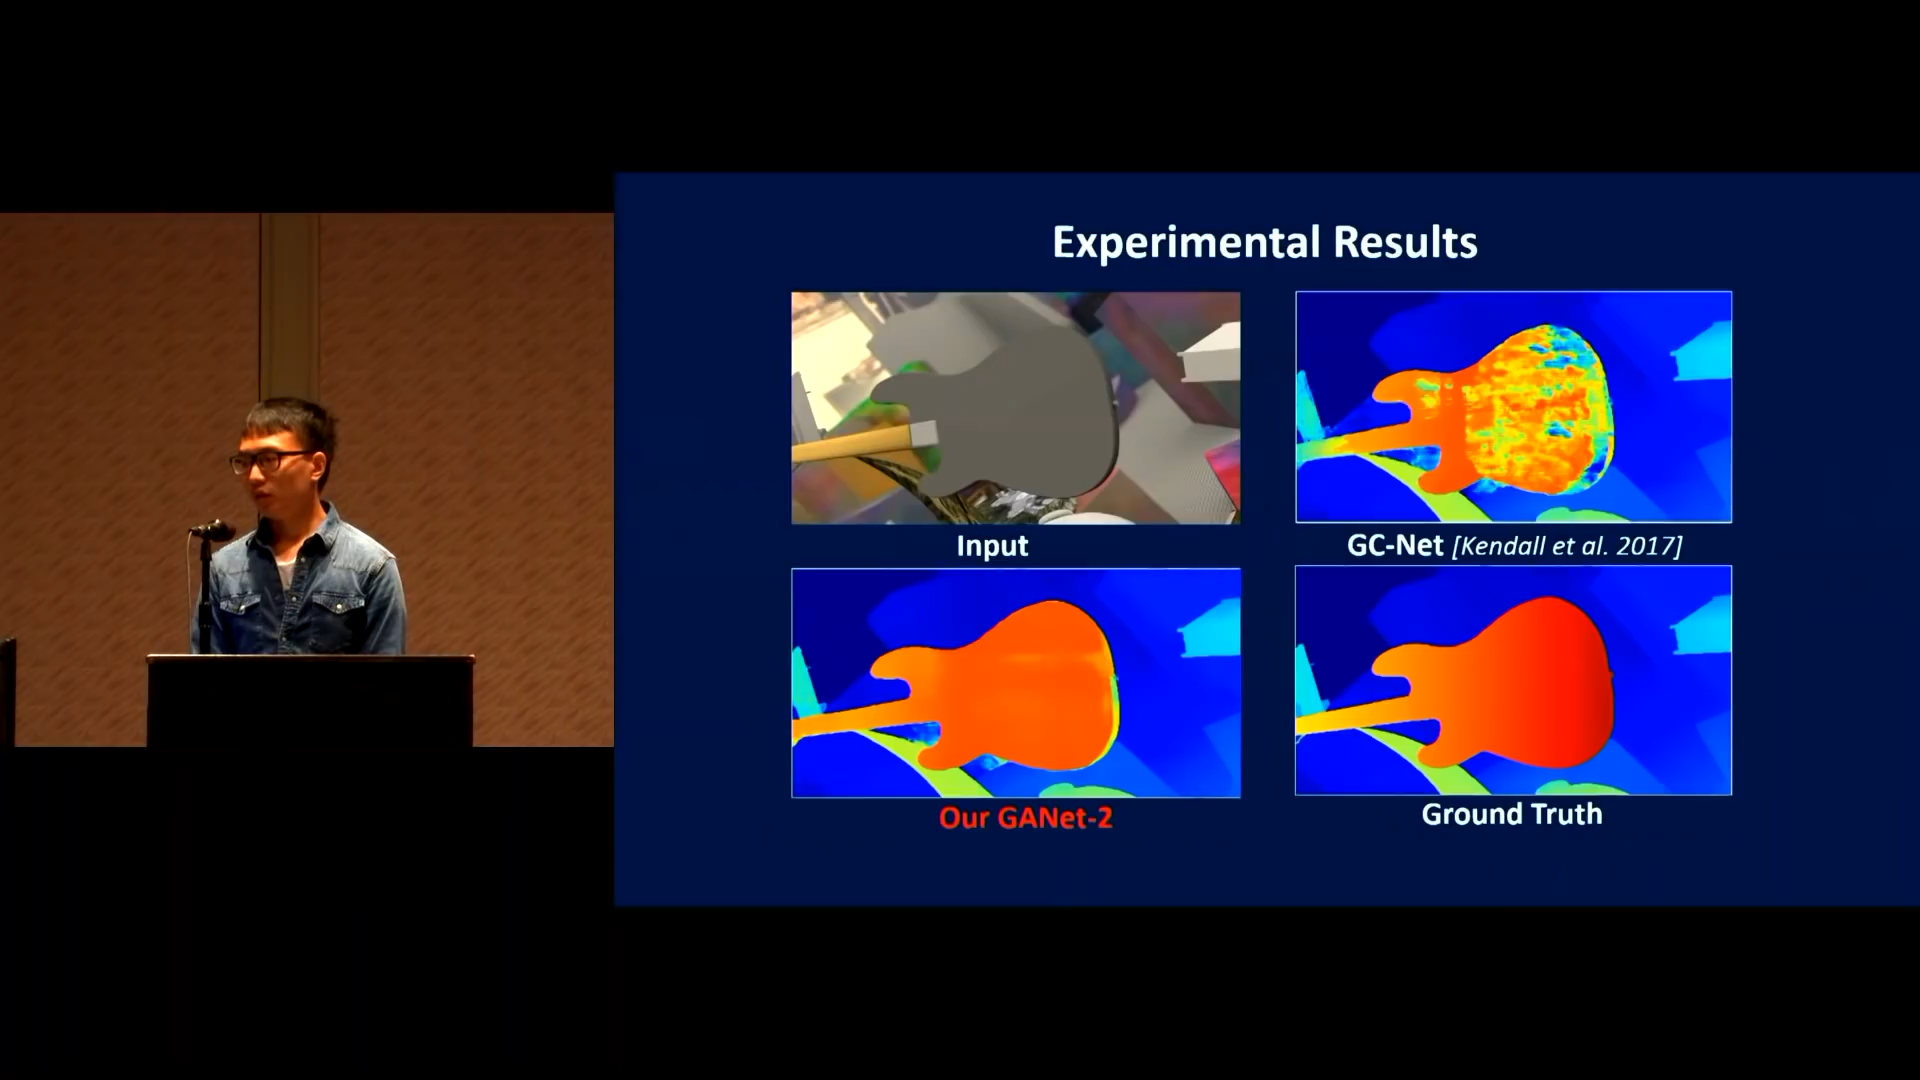 Experimental Results
Input
GC-Net [Kendall et al. 2017]
Our GANet-2
Ground Truth